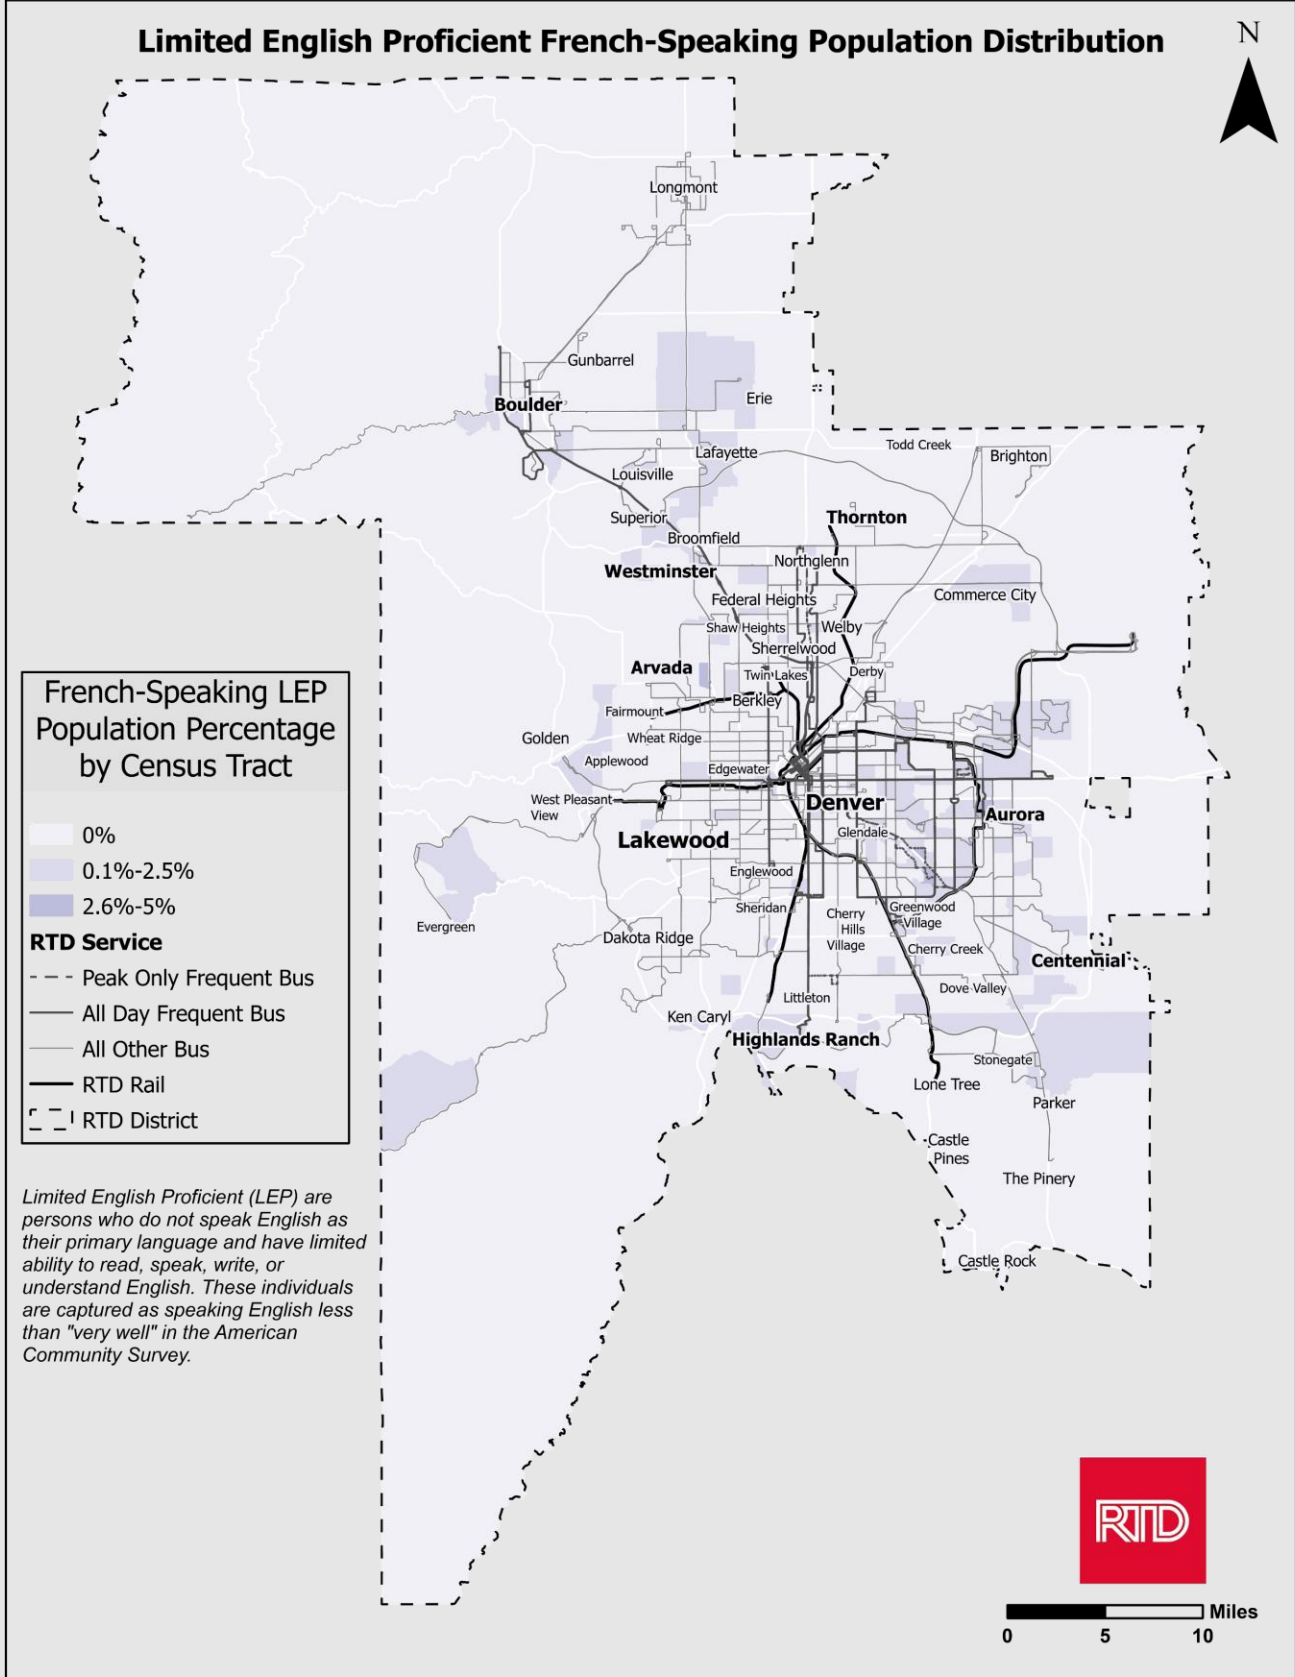 Limited English Proficient French-Speaking Population Distribution
N
Longmont
Gunbarrel
Boulder
Erie
Lafayette
Todd Creek
Brighton
Louisville
Superior
Thornton
Broomfield
Northglenn
Westminster
Federal Heights
Commerce City
Shaw Heights
Welby
Sherrelwood
Arvada
Twin Lakes
Derby
Berkley
Fairmount
Golden
Wheat Ridge
Applewood
Edgewater
West Pleasant
View
Denver
Aurora
Lakewood
Glendale
Englewood
Sheridan
Cherry
Hills
Village
Greenwood
Village
Evergreen
Dakota Ridge
Cherry Creek
Centennial
Dove Valley
Littleton
Ken Caryl
Highlands Ranch
Stonegate
Lone Tree
Parker
Castle
Pines
The Pinery
Castle Rock
French-Speaking LEP
Population Percentage
by Census Tract
0%
0.1%-2.5%
2.6%-5%
RTD Service
Peak Only Frequent Bus
All Day Frequent Bus
All Other Bus
RTD Rail
RTD District
Limited English Proficient (LEP) are
persons who do not speak English as
their primary language and have limited
ability to read, speak, write, or
understand English. These individuals
are captured as speaking English less
than "very well" in the American
Community Survey.
RTD
Miles
0 5 10